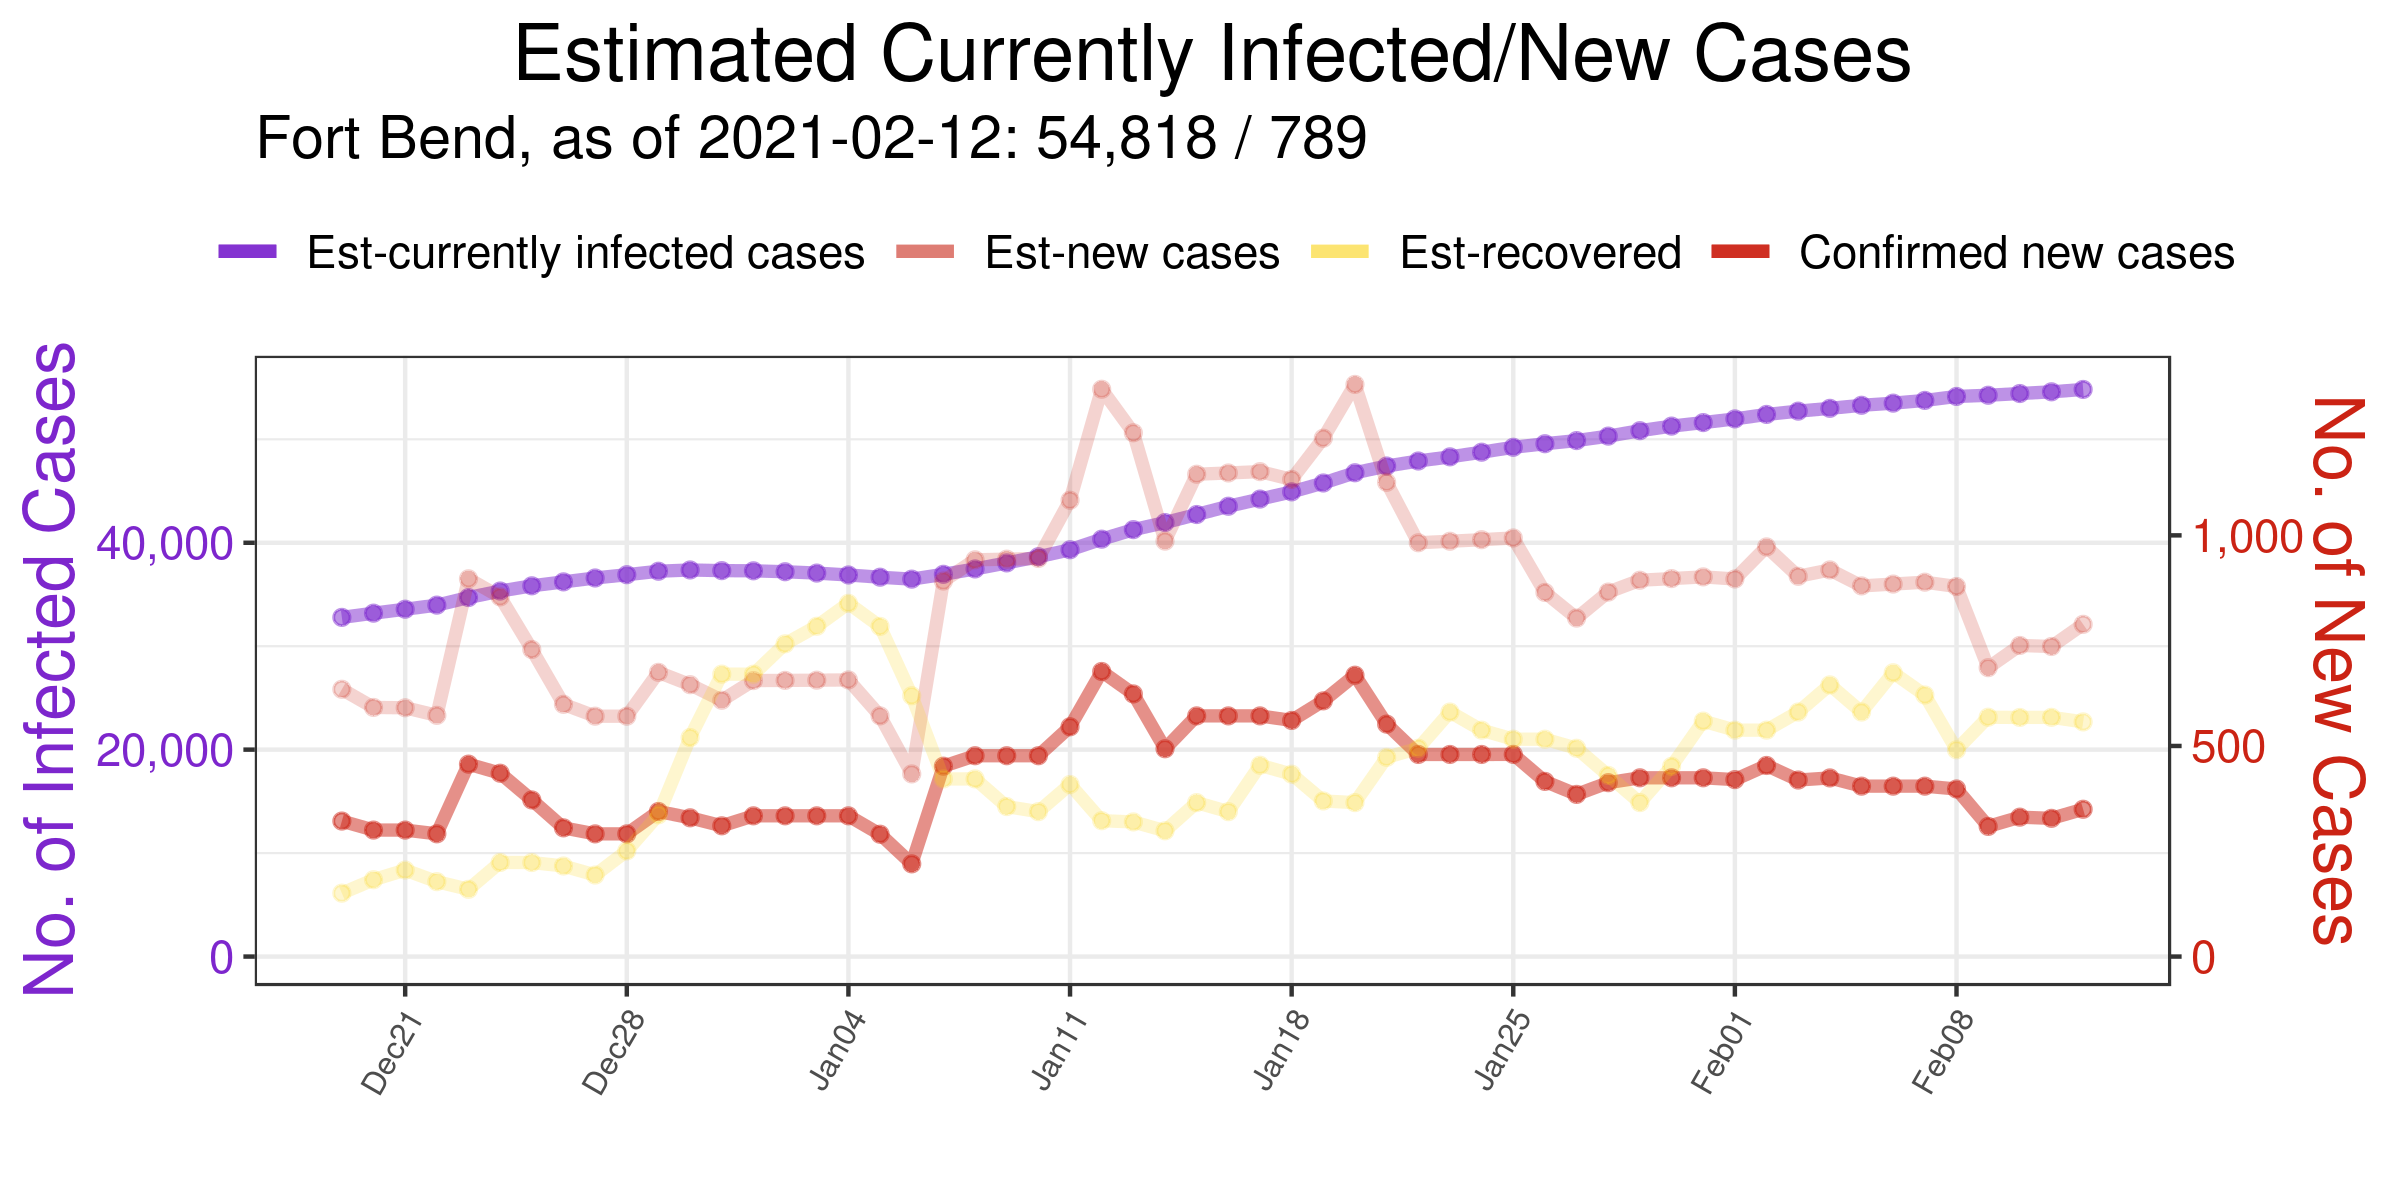 Estimated Currently Infected/New Cases
Fort Bend, as of 2021-02-12: 54,818 / 789
Est-currently infected cases Est-new cases Est-recovered Confirmed new cases
No. of Infected Cases
40,000
20,000
0
No. of New Cases
1,000
500
0
Dec21 Dec28 Jan04 Jan11 Jan18 Jan25 Feb01 Feb08